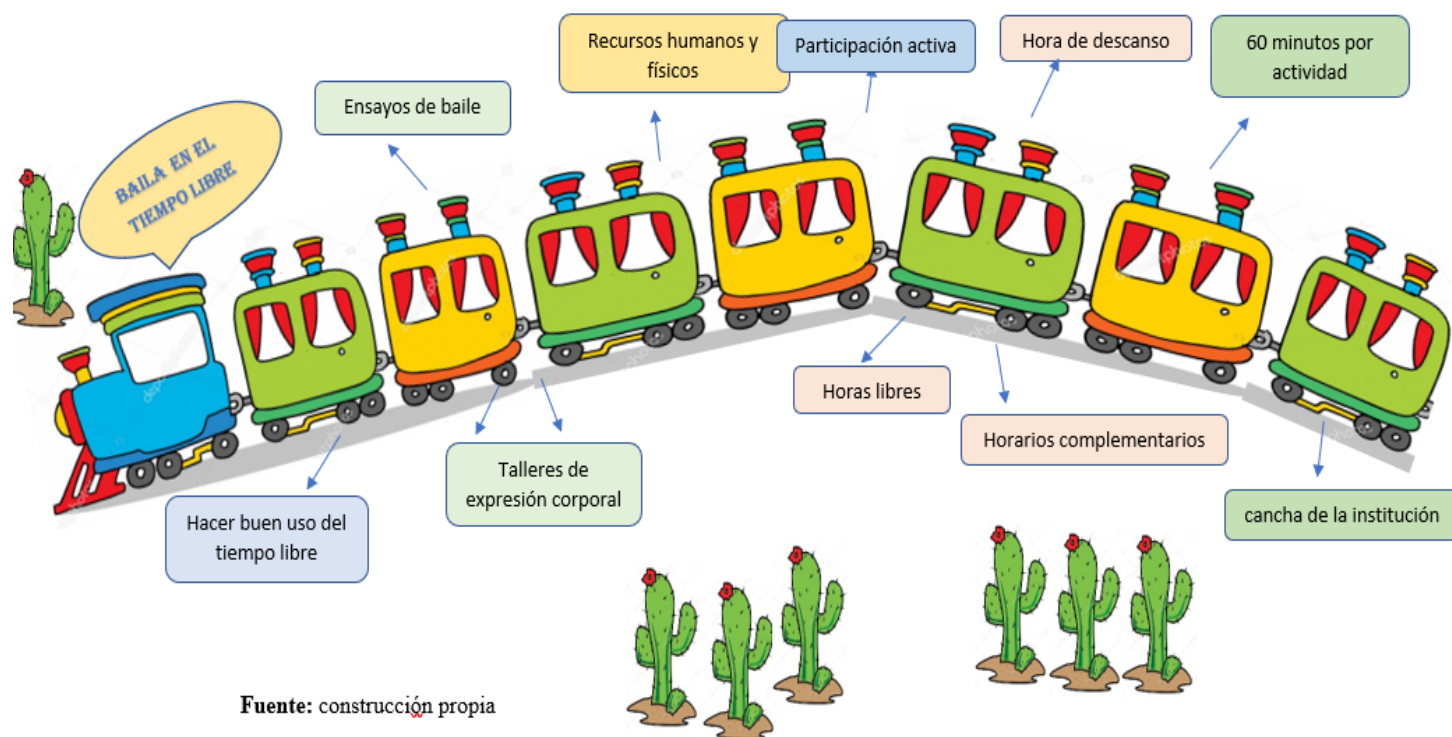 BAILA EN EL
TIEMPO LIBRE
Ensayos de baile
Recursos humanos y
físicos
Participación activa
Hora de descanso
60 minutos por
actividad
Hacer buen uso del
tiempo libre
Talleres de
expresión corporal
Horas libres
Horarios complementarios
cancha de la institución
Fuente: construcción propia